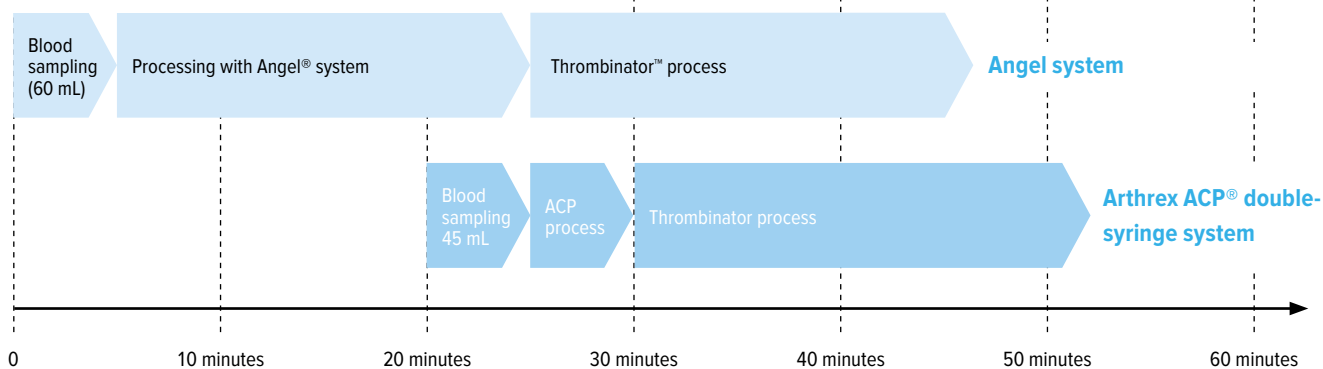 Blood
sampling
(60 mL)
Processing with Angel® system
Thrombinator™ process
Angel system
Blood
sampling
45 mL
ACP
process
Thrombinator process
Arthrex ACP® double-
syringe system
0
10 minutes
20 minutes
30 minutes
40 minutes
50 minutes
60 minutes